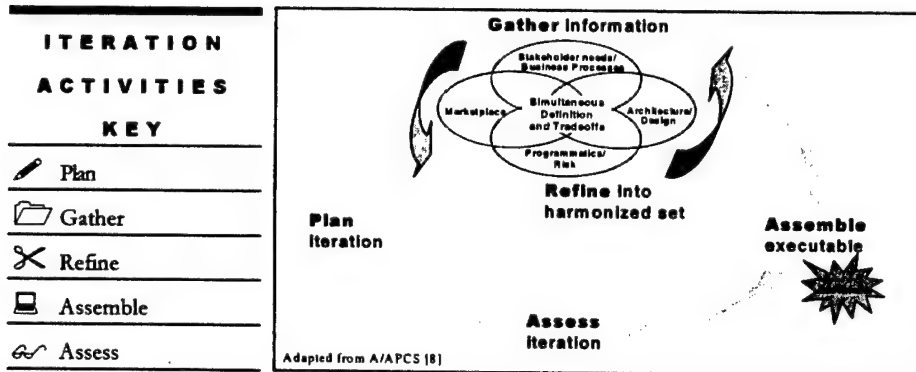 ITERATION
ACTIVITIES
KEY
Plan
Gather
Refine
Assemble
Assess
Gather information
Stakeholder needs/
Business Processes
Marketplace
Simultaneous
Definition
and Tradeoffs
Architecture/
Design
Programmatics/
Risk
Refine into
harmonized set
Plan
iteration
Assemble
executable
Assess
iteration
Adapted from A/APCS [8]